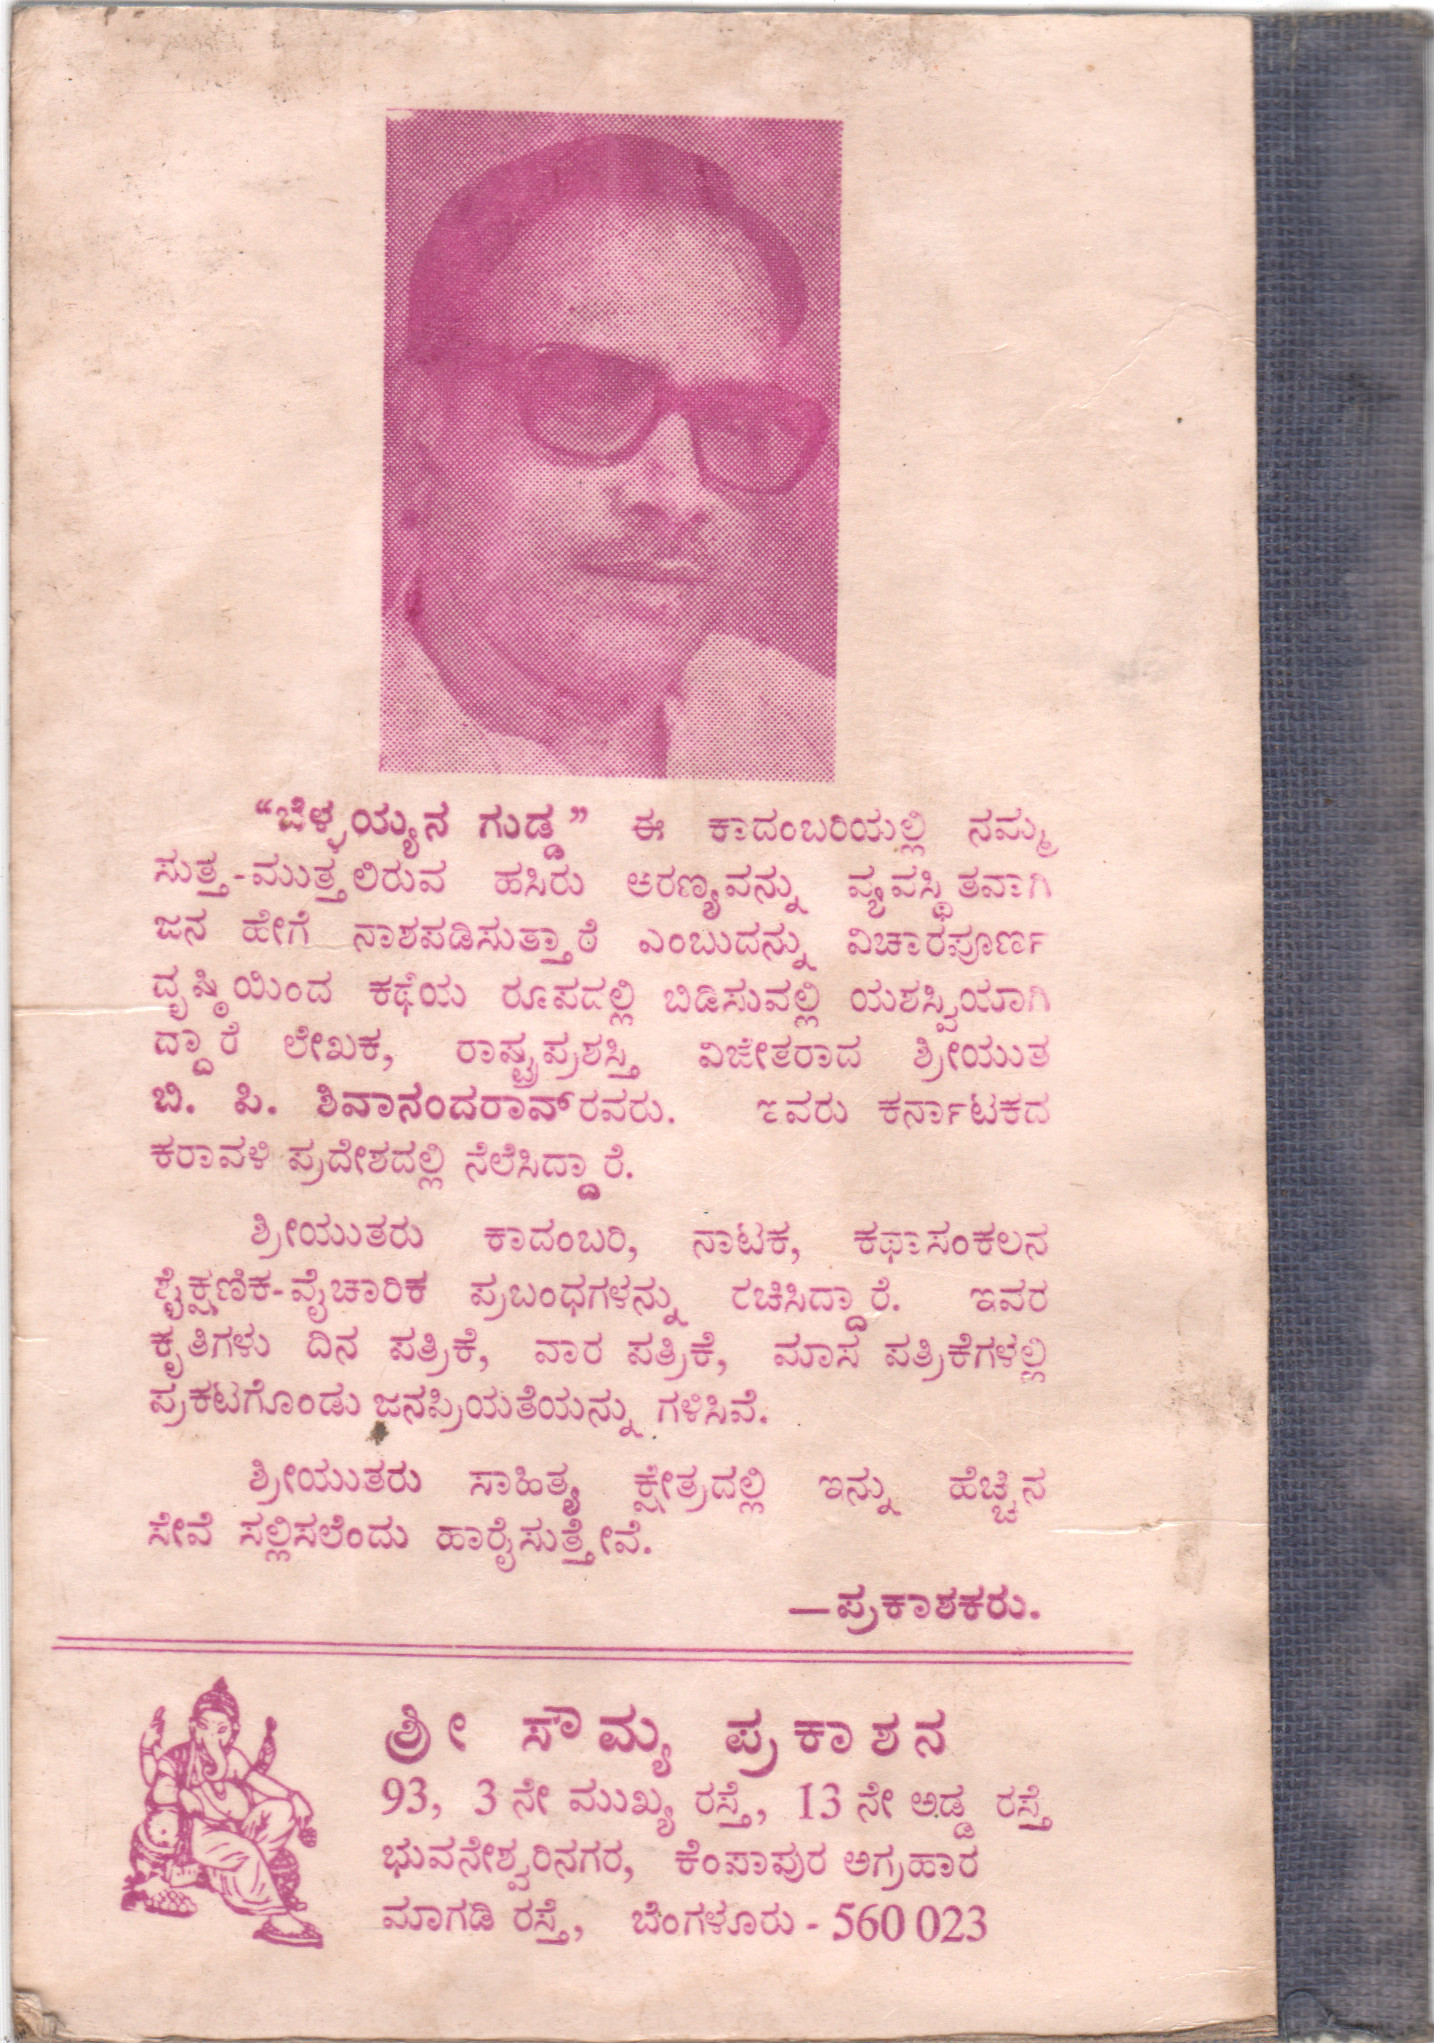 “ಚೆಳ್ಳಯ್ಯನ ಗುಡ್ಡ” ಈ ಕಾದಂಬರಿಯಲ್ಲಿ ನಮ್ಮ
ಸುತ್ತ-ಮುತ್ತಲಿರುವ ಹಸಿರು ಅರಣ್ಯವನ್ನು ವ್ಯವಸ್ಥಿತವಾಗಿ
ಜನ ಹೇಗೆ ನಾಶಪಡಿಸುತ್ತಾರೆ ಎಂಬುದನ್ನು ವಿಚಾರಪೂರ್ಣ
ದೃಷ್ಠಿಯಿಂದ ಕಥೆಯ ರೂಪದಲ್ಲಿ ಬಿಡಿಸುವಲ್ಲಿ ಯಶಸ್ವಿಯಾಗಿ
ದ್ದಾರೆ ಲೇಖಕ, ರಾಷ್ಟ್ರಪ್ರಶಸ್ತಿ ವಿಜೇತರಾದ ಶ್ರೀಯುತ
ಬಿ. ಪಿ. ಶಿವಾನಂದರಾವ್‌ರವರು. ಇವರು ಕರ್ನಾಟಕದ
ಕರಾವಳಿ ಪ್ರದೇಶದಲ್ಲಿ ನೆಲೆಸಿದ್ದಾರೆ.
ಶ್ರೀಯುತರು ಕಾದಂಬರಿ, ನಾಟಕ, ಕಥಾಸಂಕಲನ
ಶೈಕ್ಷಣಿಕ-ವೈಚಾರಿಕ ಪ್ರಬಂಧಗಳನ್ನು ರಚಿಸಿದ್ದಾರೆ. ಇವರ
ಕೃತಿಗಳು ದಿನ ಪತ್ರಿಕೆ, ವಾರ ಪತ್ರಿಕೆ, ಮಾಸ ಪತ್ರಿಕೆಗಳಲ್ಲಿ
ಪ್ರಕಟಗೊಂಡು ಜನಪ್ರಿಯತೆಯನ್ನು ಗಳಿಸಿವೆ.
ಶ್ರೀಯುತರು ಸಾಹಿತ್ಯ ಕ್ಷೇತ್ರದಲ್ಲಿ ಇನ್ನು ಹೆಚ್ಚಿನ
ಸೇವೆ ಸಲ್ಲಿಸಲೆಂದು ಹಾರೈಸುತ್ತೇವೆ.
—ಪ್ರಕಾಶಕರು.
ಶ್ರೀ ಸೌಮ್ಯ ಪ್ರಕಾಶನ
93, 3 ನೇ ಮುಖ್ಯ ರಸ್ತೆ, 13 ನೇ ಅಡ್ಡ ರಸ್ತೆ
ಭುವನೇಶ್ವರಿನಗರ, ಕೆಂಪಾಪುರ ಅಗ್ರಹಾರ
ಮಾಗಡಿ ರಸ್ತೆ, ಬೆಂಗಳೂರು - 560 023